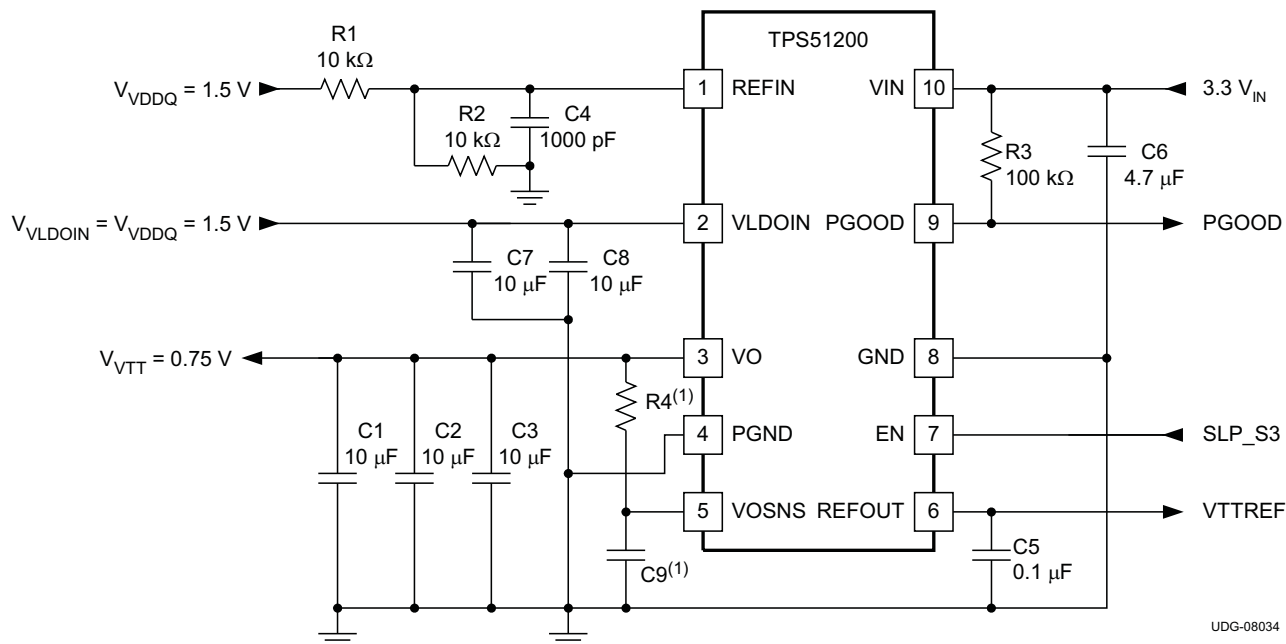 TPS51200
R1
10 kΩ
V_VDDQ = 1.5 V
1 REFIN
VIN 10
3.3 V_IN
R2
10 kΩ
C4
1000 pF
R3
100 kΩ
C6
4.7 μF
V_VLDOIN = V_VDDQ = 1.5 V
2 VLDOIN
PGOOD 9
PGOOD
C7
10 μF
C8
10 μF
V_VTT = 0.75 V
3 VO
GND 8
R4(1)
C1
10 μF
C2
10 μF
C3
10 μF
4 PGND
EN 7
SLP_S3
5 VOSNS
REFOUT 6
VTTREF
C9(1)
C5
0.1 μF
UDG-08034